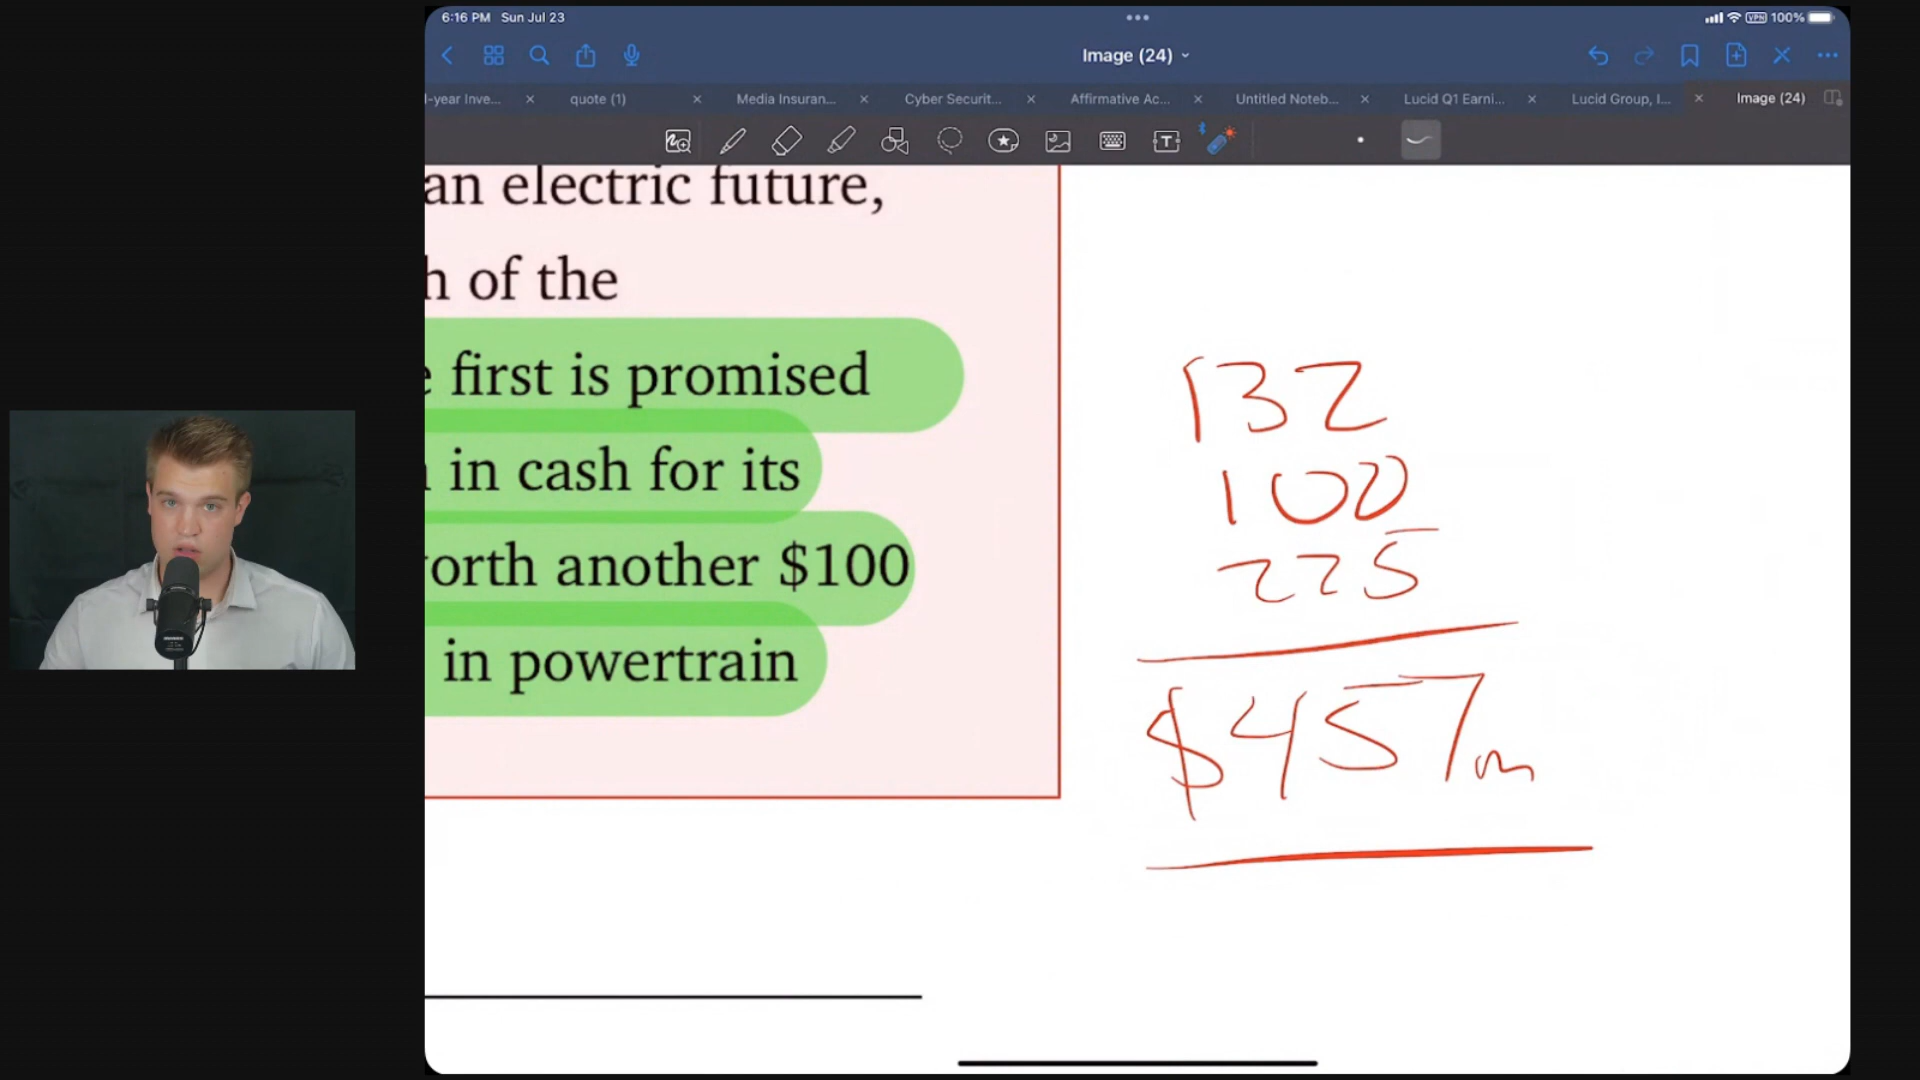 6:16 PM Sun Jul 23
VPN 100%
Image (24)
l-year Inve...
quote (1)
Media Insuran...
Cyber Securit...
Affirmative Ac...
Untitled Noteb...
Lucid Q1 Earni...
Lucid Group, I...
Image (24)
an electric future,
h of the
e first is promised
in cash for its
orth another $100
in powertrain
132
100
225
$457m